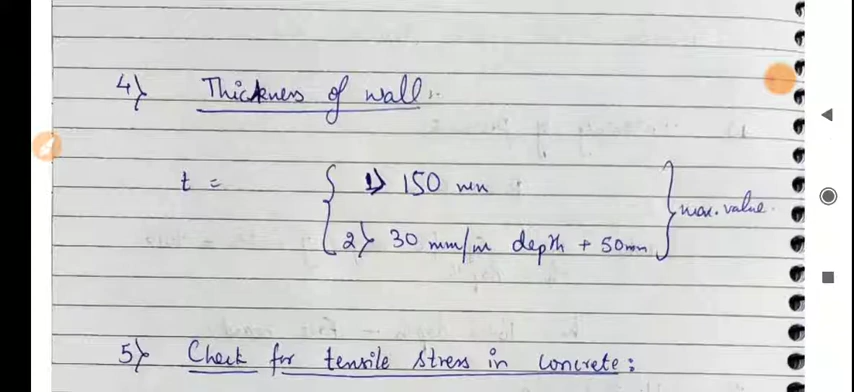 4) Thickness of wall:
t = { 1) 150 mm
2) 30 mm/m depth + 50mm } max. value.
5) Check for tensile stress in concrete: